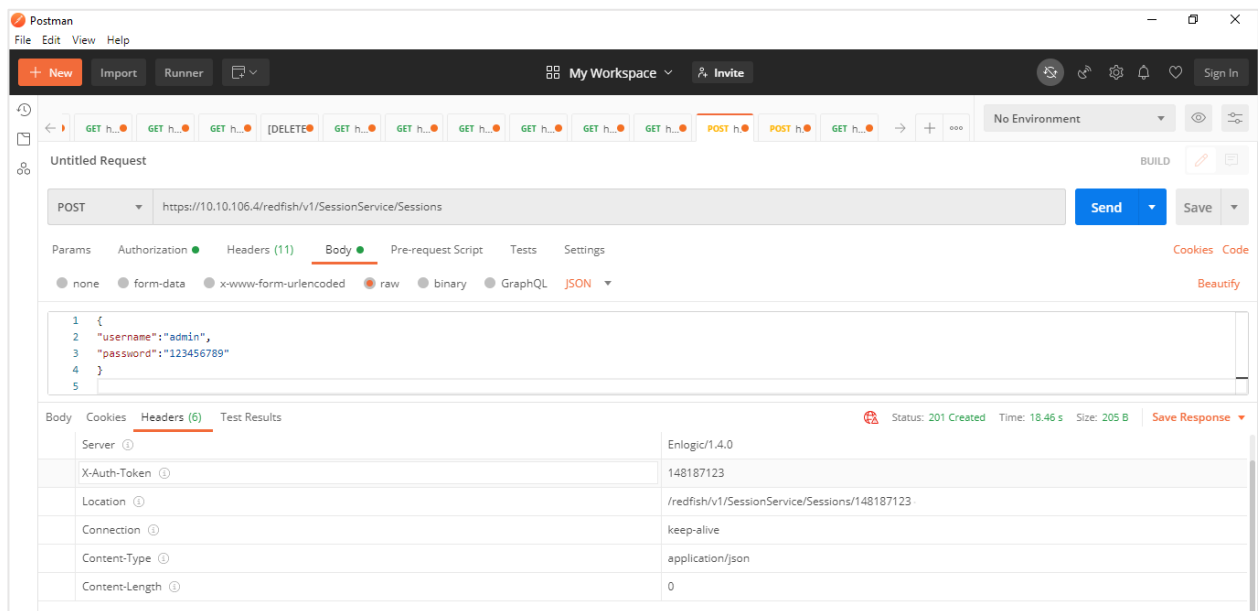 Postman
File Edit View Help
+ New Import Runner My Workspace Invite Sign In
GET h... GET h... GET h... [DELETE GET h... GET h... GET h... GET h... GET h... GET h... POST h. POST h. GET h... No Environment
Untitled Request BUILD
POST https://10.10.106.4/redfish/v1/SessionService/Sessions Send Save
Params Authorization Headers (11) Body Pre-request Script Tests Settings Cookies Code
none form-data x-www-form-urlencoded raw binary GraphQL JSON Beautify
1 {
2 "username":"admin",
3 "password":"123456789"
4 }
5
Body Cookies Headers (6) Test Results Status: 201 Created Time: 18.46 s Size: 205 B Save Response
Server Enlogic/1.4.0
X-Auth-Token 148187123
Location /redfish/v1/SessionService/Sessions/148187123
Connection keep-alive
Content-Type application/json
Content-Length 0